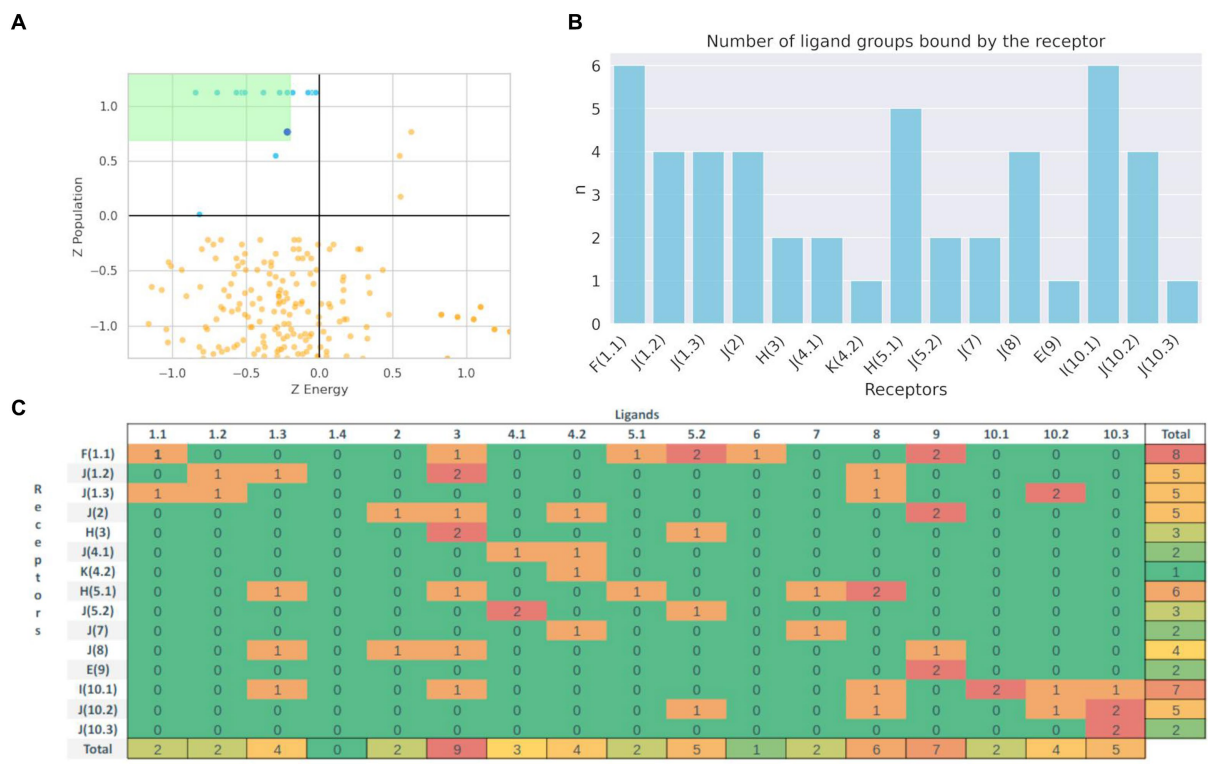 A
1.0
0.5
0.0
−0.5
−1.0
Z Population
−1.0 −0.5 0.0 0.5 1.0
Z Energy
B
Number of ligand groups bound by the receptor
6
5
4
3
2
1
0
n
F(1.1) J(1.2) J(1.3) J(2) H(3) J(4.1) K(4.2) H(5.1) J(5.2) J(7) J(8) E(9) I(10.1) J(10.2) J(10.3)
Receptors
C
Ligands
1.1 1.2 1.3 1.4 2 3 4.1 4.2 5.1 5.2 6 7 8 9 10.1 10.2 10.3 Total
Receptors
F(1.1) 1 0 0 0 0 1 0 0 1 2 1 0 0 2 0 0 0 8
J(1.2) 0 1 1 0 0 2 0 0 0 0 0 0 1 0 0 0 0 5
J(1.3) 1 1 0 0 0 0 0 0 0 0 0 0 1 0 0 2 0 5
J(2) 0 0 0 0 1 1 0 1 0 0 0 0 0 2 0 0 0 5
H(3) 0 0 0 0 0 2 0 0 0 1 0 0 0 0 0 0 0 3
J(4.1) 0 0 0 0 0 0 1 1 0 0 0 0 0 0 0 0 0 2
K(4.2) 0 0 0 0 0 0 0 1 0 0 0 0 0 0 0 0 0 1
H(5.1) 0 0 1 0 0 1 0 0 1 0 0 1 2 0 0 0 0 6
J(5.2) 0 0 0 0 0 0 2 0 0 1 0 0 0 0 0 0 0 3
J(7) 0 0 0 0 0 0 0 1 0 0 0 1 0 0 0 0 0 2
J(8) 0 0 1 0 1 1 0 0 0 0 0 0 0 1 0 0 0 4
E(9) 0 0 0 0 0 0 0 0 0 0 0 0 0 2 0 0 0 2
I(10.1) 0 0 1 0 0 1 0 0 0 0 0 0 1 0 2 1 1 7
J(10.2) 0 0 0 0 0 0 0 0 0 1 0 0 1 0 0 1 2 5
J(10.3) 0 0 0 0 0 0 0 0 0 0 0 0 0 0 0 0 2 2
Total 2 2 4 0 2 9 3 4 2 5 1 2 6 7 2 4 5